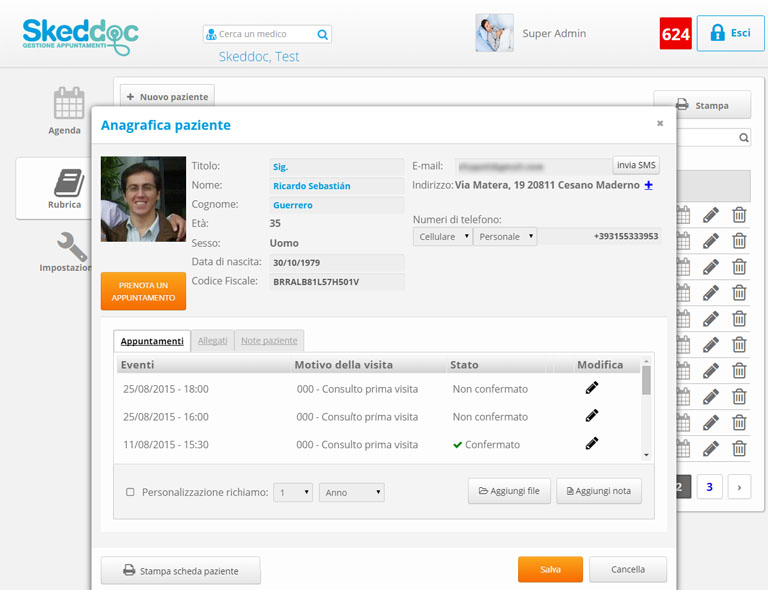 Skeddoc
GESTIONE APPUNTAMENTI
Cerca un medico
Skeddoc, Test
Super Admin
624
Esci
Agenda
Rubrica
Impostazion
+ Nuovo paziente
Stampa
Anagrafica paziente
×
Titolo: Sig.
Nome: Ricardo Sebastián
Cognome: Guerrero
Età: 35
Sesso: Uomo
Data di nascita: 30/10/1979
Codice Fiscale: BRRALB81L57H501V
E-mail:
invia SMS
Indirizzo: Via Matera, 19 20811 Cesano Maderno +
Numeri di telefono:
Cellulare Personale +393155333953
PRENOTA UN
APPUNTAMENTO
Appuntamenti Allegati Note paziente
Eventi Motivo della visita Stato Modifica
25/08/2015 - 18:00 000 - Consulto prima visita Non confermato
25/08/2015 - 16:00 000 - Consulto prima visita Non confermato
11/08/2015 - 15:30 000 - Consulto prima visita Confermato
Personalizzazione richiamo: 1 Anno
Aggiungi file Aggiungi nota
2 3 ›
Stampa scheda paziente Salva Cancella